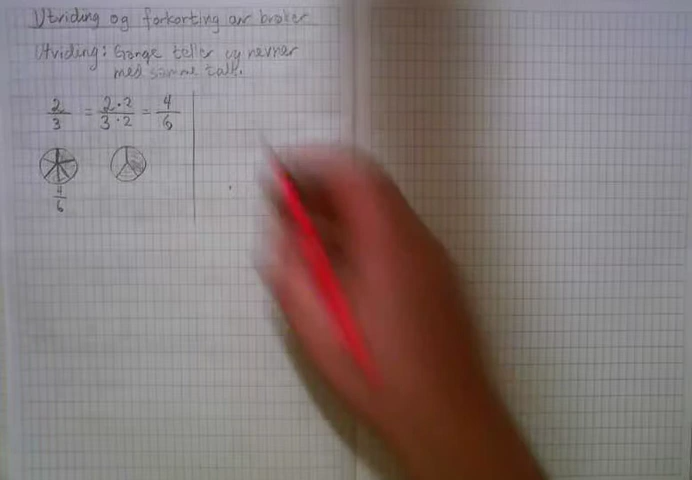 Utviding og forkorting av brøker
Utviding: Gange teller og nevner
med samme tall.
2/3 = 2·2/3·2 = 4/6
4/6